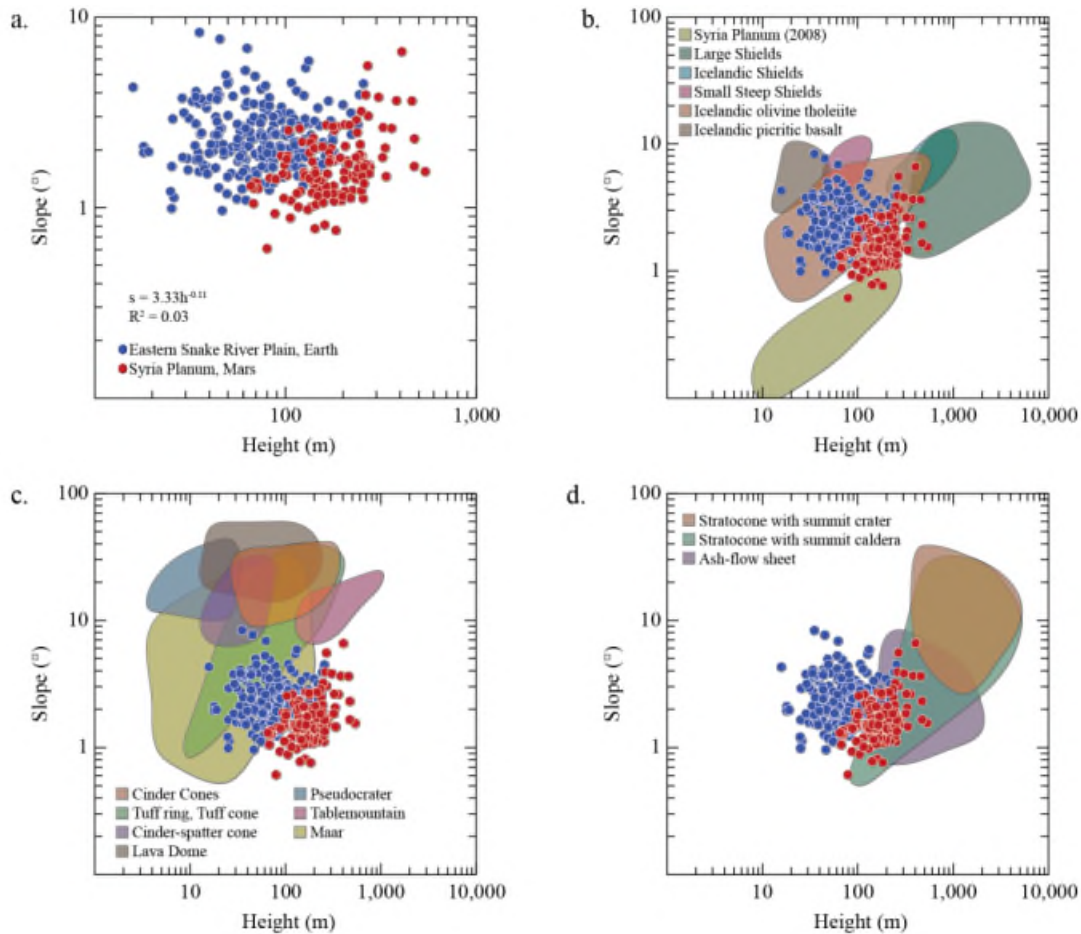 a.
10
1
Slope (°)
s = 3.33h^-0.11
R² = 0.03
Eastern Snake River Plain, Earth
Syria Planum, Mars
100
1,000
Height (m)
b.
100
10
1
Slope (°)
Syria Planum (2008)
Large Shields
Icelandic Shields
Small Steep Shields
Icelandic olivine tholeiite
Icelandic picritic basalt
10
100
1,000
10,000
Height (m)
c.
100
10
1
Slope (°)
Cinder Cones
Tuff ring, Tuff cone
Cinder-spatter cone
Lava Dome
Pseudocrater
Tablemountain
Maar
10
100
1,000
10,000
Height (m)
d.
100
10
1
Slope (°)
Stratocone with summit crater
Stratocone with summit caldera
Ash-flow sheet
10
100
1,000
10,000
Height (m)